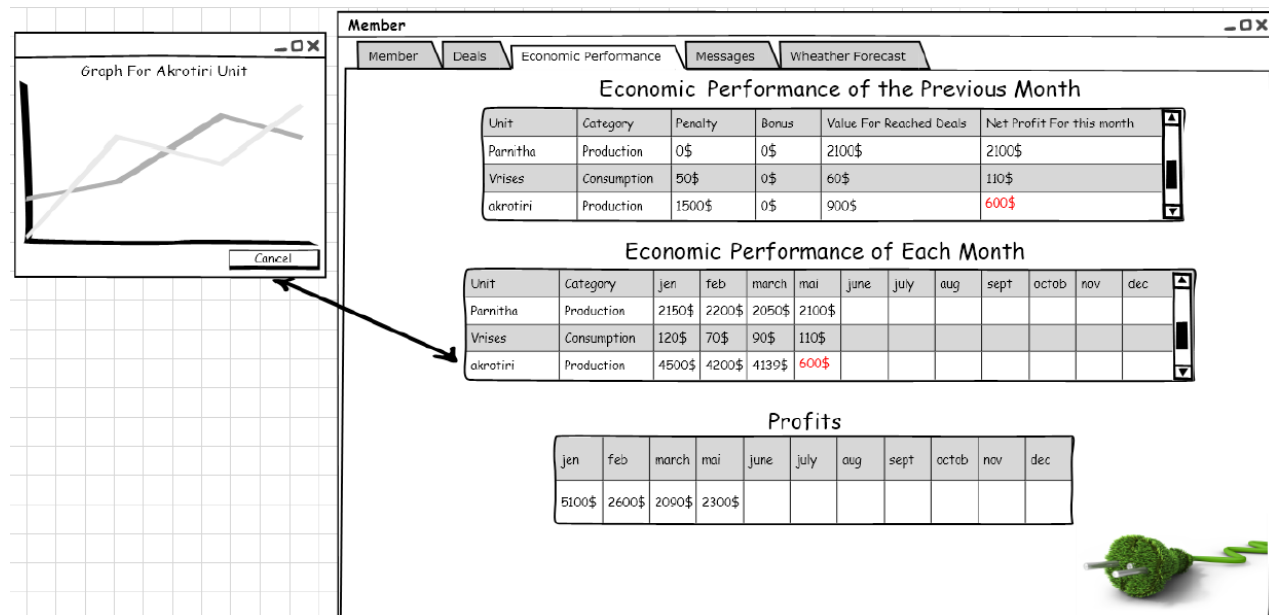 Graph For Akrotiri Unit
Cancel
Member
Member Deals Economic Performance Messages Wheather Forecast
Economic Performance of the Previous Month
Unit Category Penalty Bonus Value For Reached Deals Net Profit For this month
Parnitha Production 0$ 0$ 2100$ 2100$
Vrises Consumption 50$ 0$ 60$ 110$
akrotiri Production 1500$ 0$ 900$ 600$
Economic Performance of Each Month
Unit Category jen feb march mai june july aug sept octob nov dec
Parnitha Production 2150$ 2200$ 2050$ 2100$
Vrises Consumption 120$ 70$ 90$ 110$
akrotiri Production 4500$ 4200$ 4139$ 600$
Profits
jen feb march mai june july aug sept octob nov dec
5100$ 2600$ 2090$ 2300$